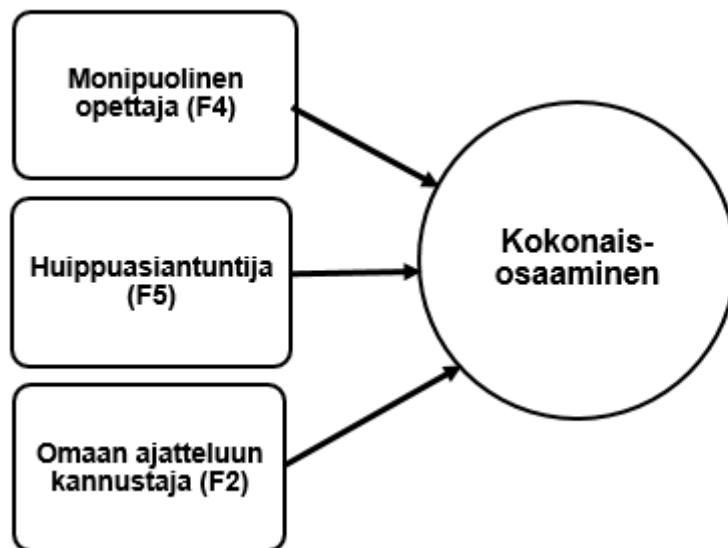 Monipuolinen
opettaja (F4)
Huippuasiantuntija
(F5)
Omaan ajatteluun
kannustaja (F2)
Kokonais-
osaaminen